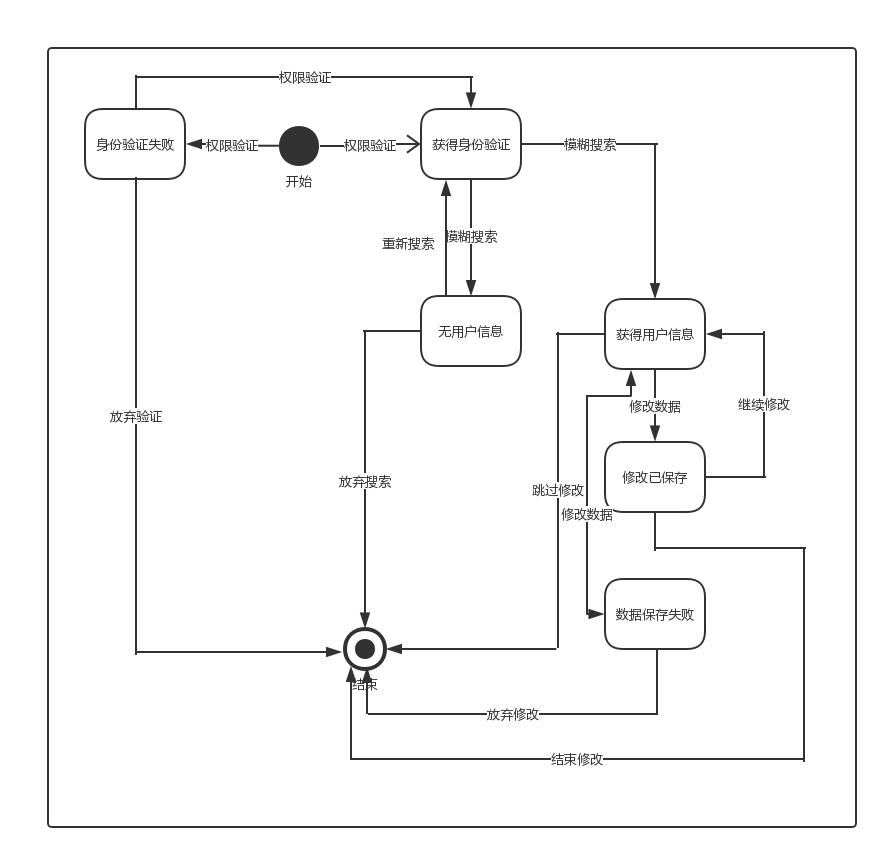 权限验证
身份验证失败
权限验证
权限验证
获得身份验证
模糊搜索
开始
重新搜索
模糊搜索
无用户信息
获得用户信息
修改数据
继续修改
放弃验证
放弃搜索
修改已保存
跳过修改
修改数据
数据保存失败
结束
放弃修改
结束修改